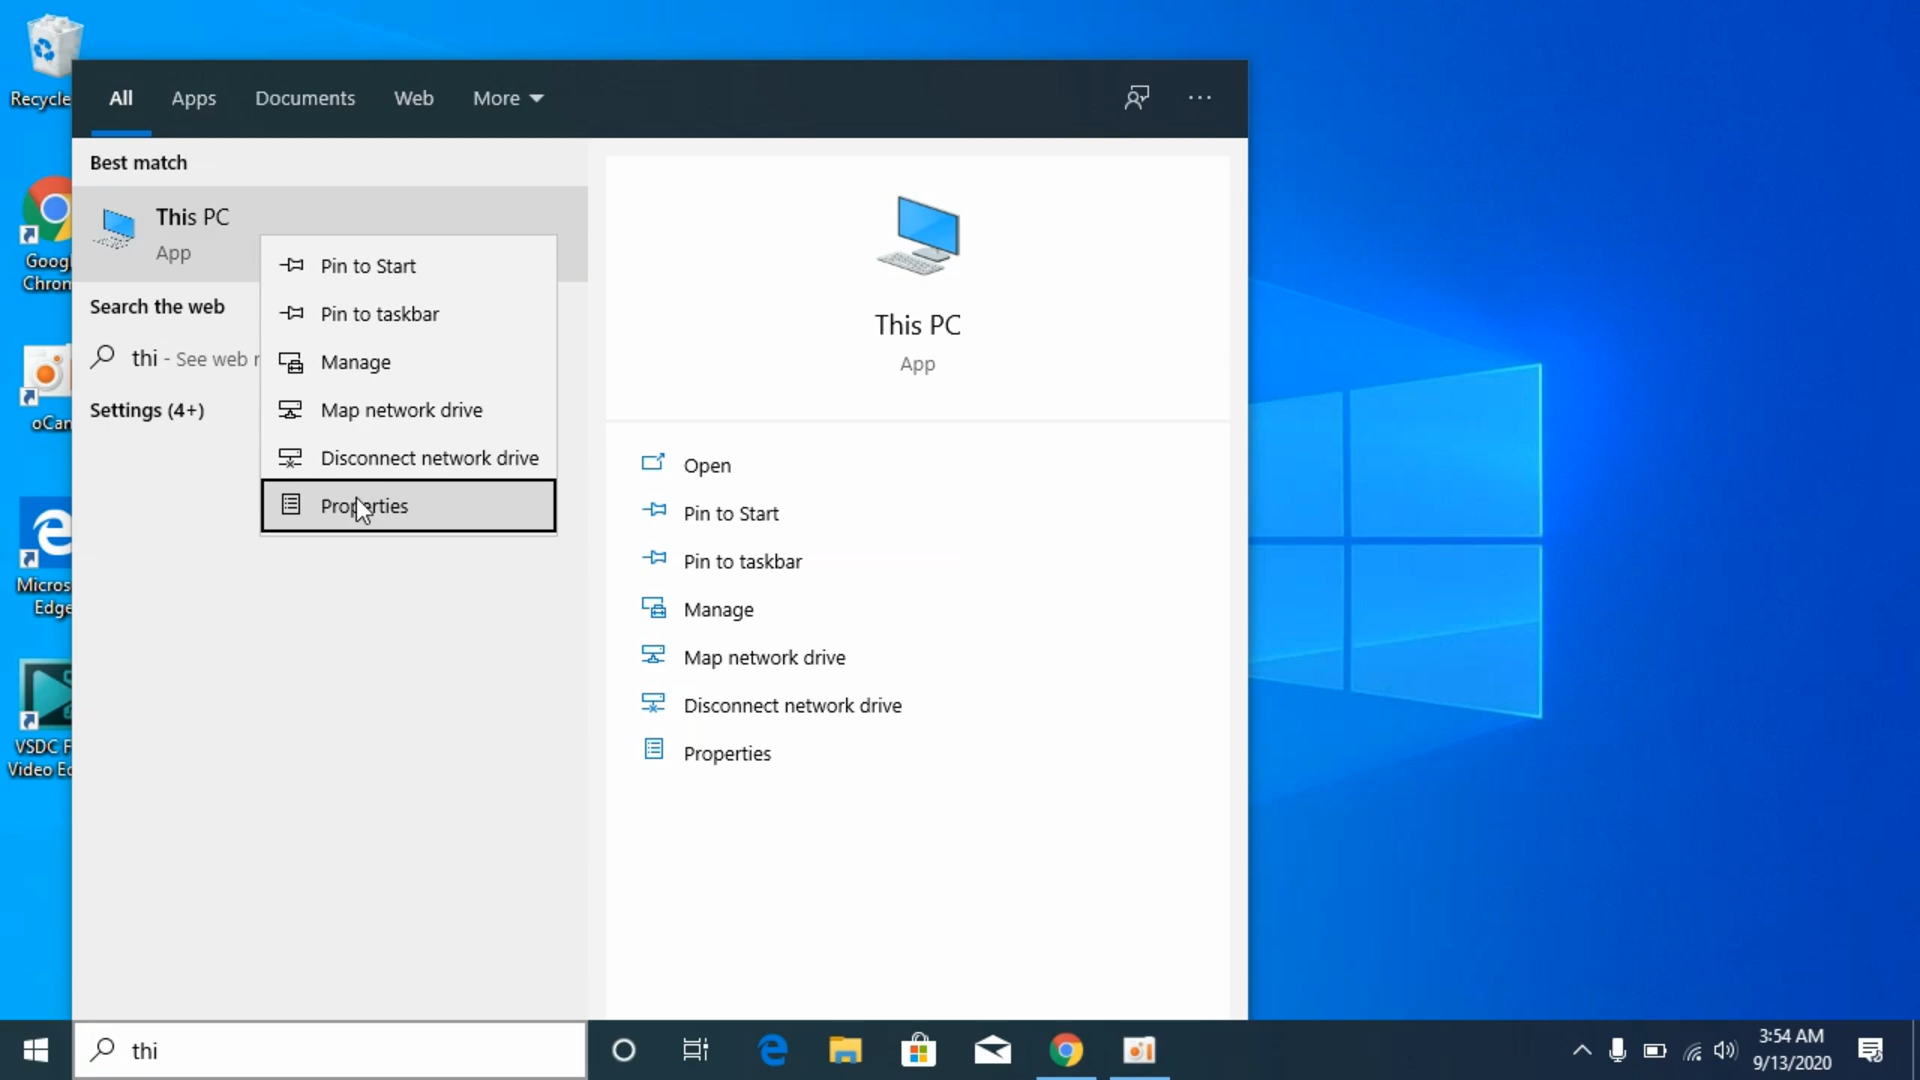 Recycle
Goog
Chron
oCan
Micros
Edge
VSDC F
Video Ed
All
Apps
Documents
Web
More
Best match
This PC
App
Search the web
thi - See web r
Settings (4+)
Pin to Start
Pin to taskbar
Manage
Map network drive
Disconnect network drive
Properties
This PC
App
Open
Pin to Start
Pin to taskbar
Manage
Map network drive
Disconnect network drive
Properties
thi
3:54 AM
9/13/2020